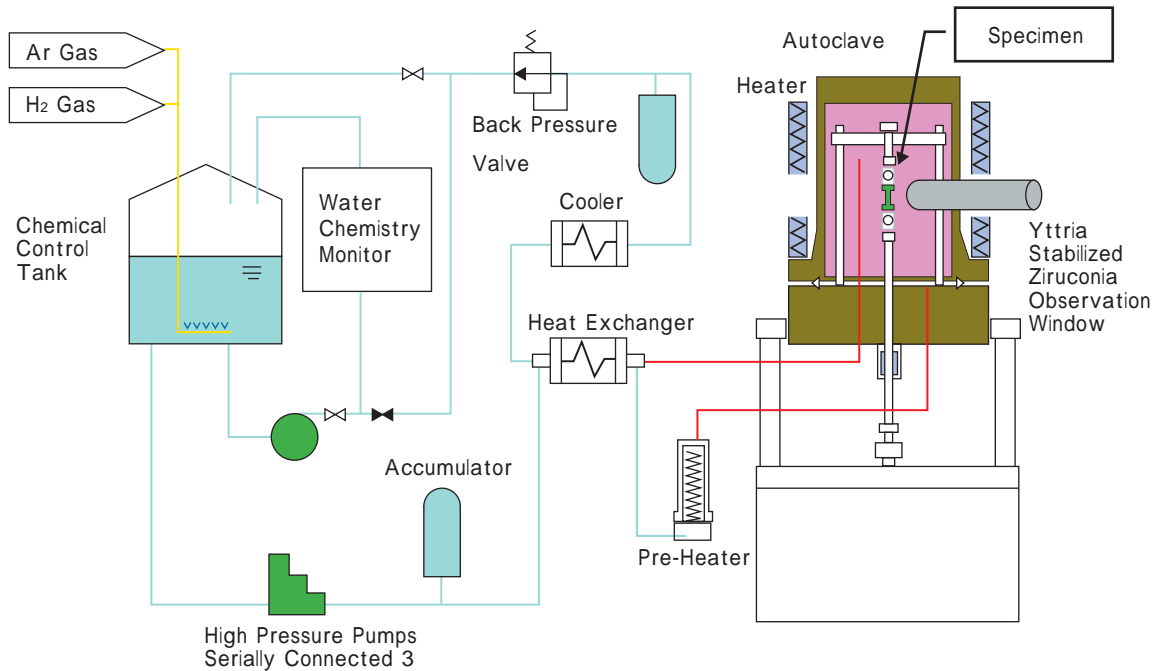 Ar Gas
H2 Gas
Chemical
Control
Tank
Water
Chemistry
Monitor
Back Pressure
Valve
Cooler
Heat Exchanger
Accumulator
Pre-Heater
High Pressure Pumps
Serially Connected 3
Autoclave
Specimen
Heater
Yttria
Stabilized
Ziruconia
Observation
Window